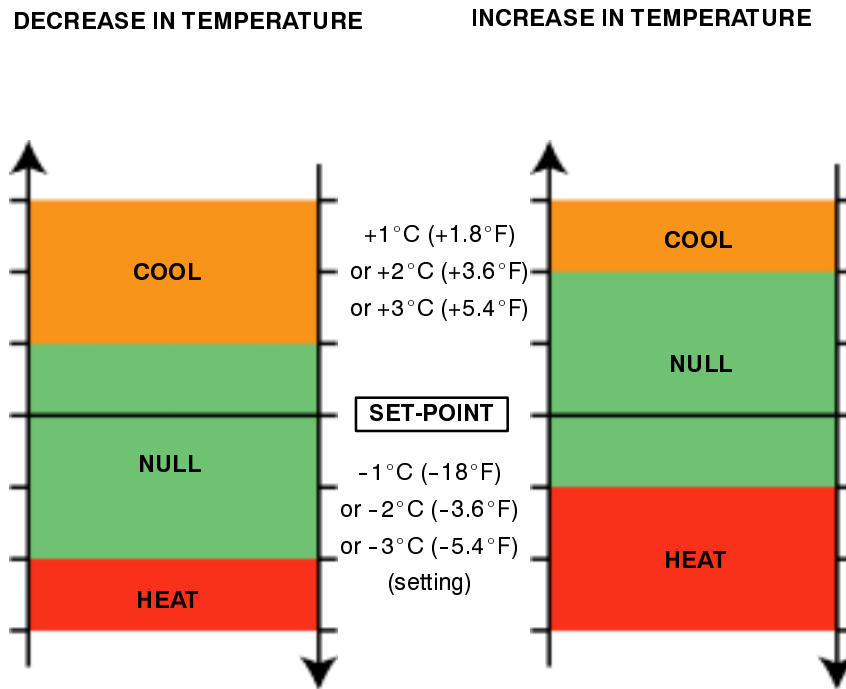 DECREASE IN TEMPERATURE
INCREASE IN TEMPERATURE
COOL
NULL
HEAT
+1°C (+1.8°F)
or +2°C (+3.6°F)
or +3°C (+5.4°F)
SET-POINT
–1°C (–18°F)
or –2°C (–3.6°F)
or –3°C (–5.4°F)
(setting)
COOL
NULL
HEAT